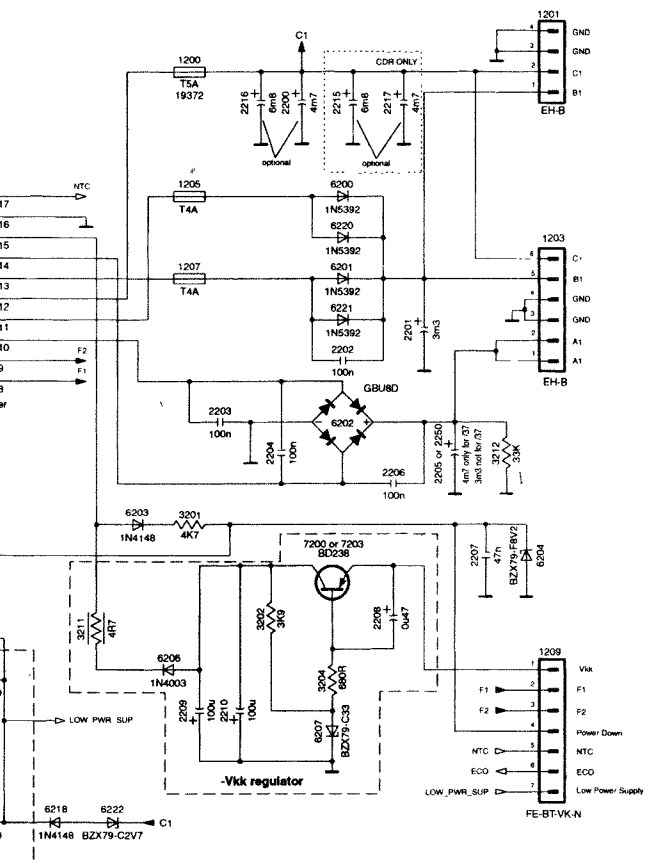 1201
4 GND
3 GND
2 C1
1 B1
EH-B
C1
CDR ONLY
1200
T5A
19372
2216 + 6m8
2200 + 4m7
optional
2215 + 6m8
2217 + 4m7
optional
NTC
17
16
15
14
13
12
11
10
9
8
F2
F1
er
1205
T4A
1207
T4A
6200
1N5392
6220
1N5392
6201
1N5392
6221
1N5392
2202
100n
2201 + 3m3
1203
6 C1
5 B1
4 GND
3 GND
2 A1
1 A1
EH-B
GBU8D
- 6202 +
2203
100n
2204
100n
2206
100n
2205 or 2250 +
4m7 only for /37
3m3 not for /37
3212
33K
6203
1N4148
3201
4K7
2207
47n
BZX79-F8V2
6204
7200 or 7203
BD238
3211
4R7
6206
1N4003
3202
3K9
2208 + 0u47
3204
680R
2209 + 100u
2210 + 100u
6207
BZX79-C33
-Vkk regulator
LOW PWR SUP
6218
1N4148
6222
BZX79-C2V7
C1
1209
1 Vkk
F1 2 F1
F2 3 F3
4 Power Down
NTC 5 NTC
ECO 6 ECO
LOW_PWR_SUP 7 Low Power Supply
FE-BT-VK-N